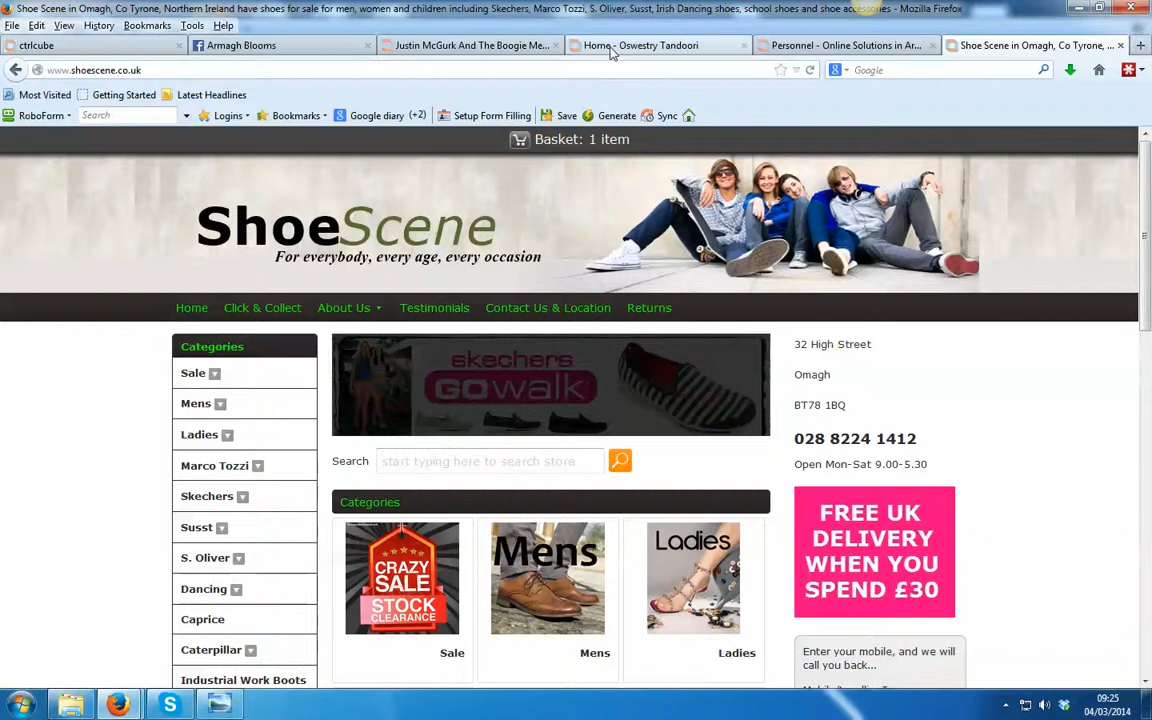 Shoe Scene in Omagh, Co Tyrone, Northern Ireland have shoes for sale for men, women and children including Skechers, Marco Tozzi, S. Oliver, Susst, Irish Dancing shoes, school shoes and shoe accessories - Mozilla Firefox
File Edit View History Bookmarks Tools Help
ctrlcube
Armagh Blooms
Justin McGurk And The Boogie Me...
Home - Oswestry Tandoori
Personnel - Online Solutions in Ar...
Shoe Scene in Omagh, Co Tyrone, ...
www.shoescene.co.uk
Google
Most Visited Getting Started Latest Headlines
RoboForm Search Logins Bookmarks Google diary (+2) Setup Form Filling Save Generate Sync
Basket: 1 item
ShoeScene
For everybody, every age, every occasion
Home Click & Collect About Us Testimonials Contact Us & Location Returns
Categories
Sale
Mens
Ladies
Marco Tozzi
Skechers
Susst
S. Oliver
Dancing
Caprice
Caterpillar
Industrial Work Boots
skechers
GO walk
Search start typing here to search store
Categories
CRAZY
SALE
STOCK
CLEARANCE
Mens
Ladies
Sale
Mens
Ladies
32 High Street
Omagh
BT78 1BQ
028 8224 1412
Open Mon-Sat 9.00-5.30
FREE UK
DELIVERY
WHEN YOU
SPEND £30
Enter your mobile, and we will
call you back...
09:25
04/03/2014